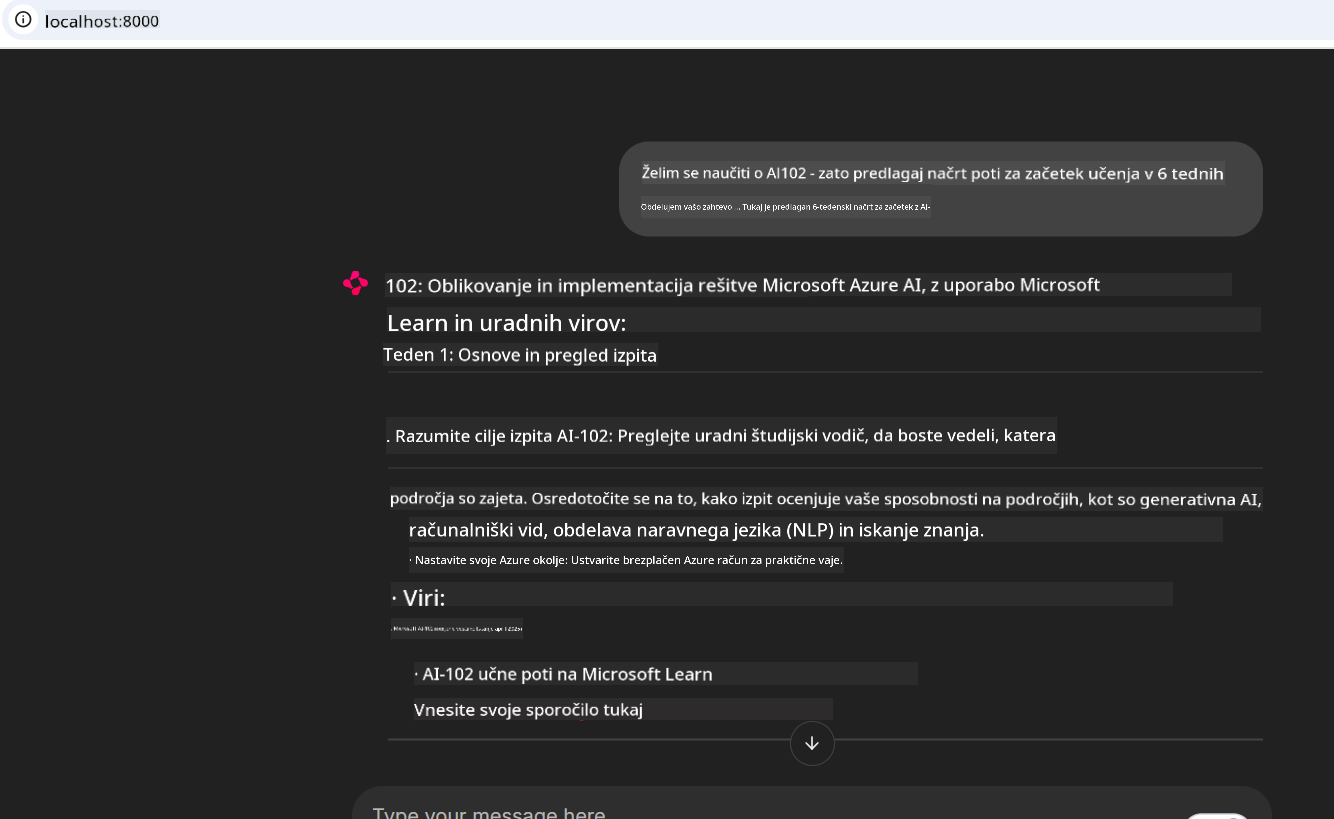 localhost:8000
Želim se naučiti o AI102 - zato predlagaj načrt poti za začetek učenja v 6 tednih
Obdelujem vašo zahtevo ... Tukaj je predlagan 6-tedenski načrt za začetek z AI-
102: Oblikovanje in implementacija rešitve Microsoft Azure AI, z uporabo Microsoft
Learn in uradnih virov:
Teden 1: Osnove in pregled izpita
. Razumite cilje izpita AI-102: Preglejte uradni študijski vodič, da boste vedeli, katera
področja so zajeta. Osredotočite se na to, kako izpit ocenjuje vaše sposobnosti na področjih, kot so generativna AI,
računalniški vid, obdelava naravnega jezika (NLP) in iskanje znanja.
· Nastavite svoje Azure okolje: Ustvarite brezplačen Azure račun za praktične vaje.
· Viri:
· AI-102 učne poti na Microsoft Learn
Vnesite svoje sporočilo tukaj
Type your message here